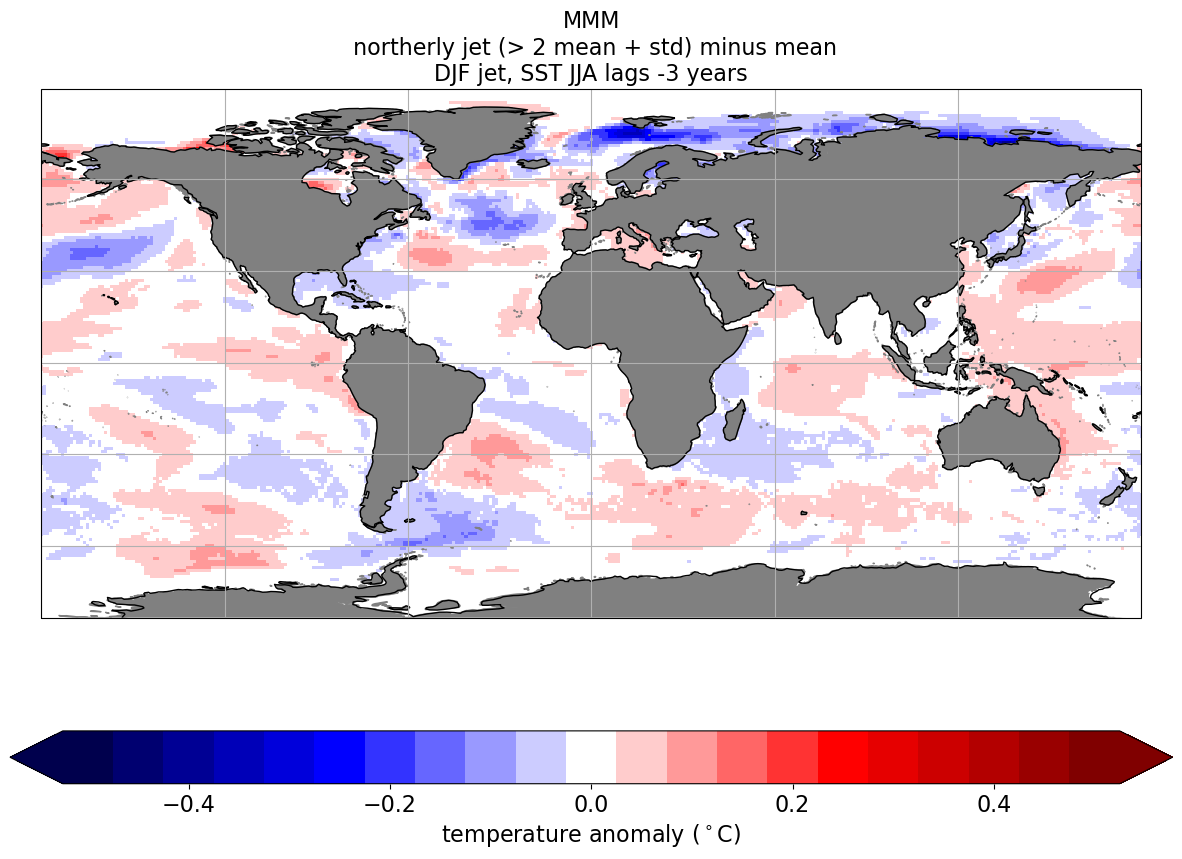 MMM
northerly jet (> 2 mean + std) minus mean
DJF jet, SST JJA lags -3 years
−0.4 −0.2 0.0 0.2 0.4
temperature anomaly (°C)